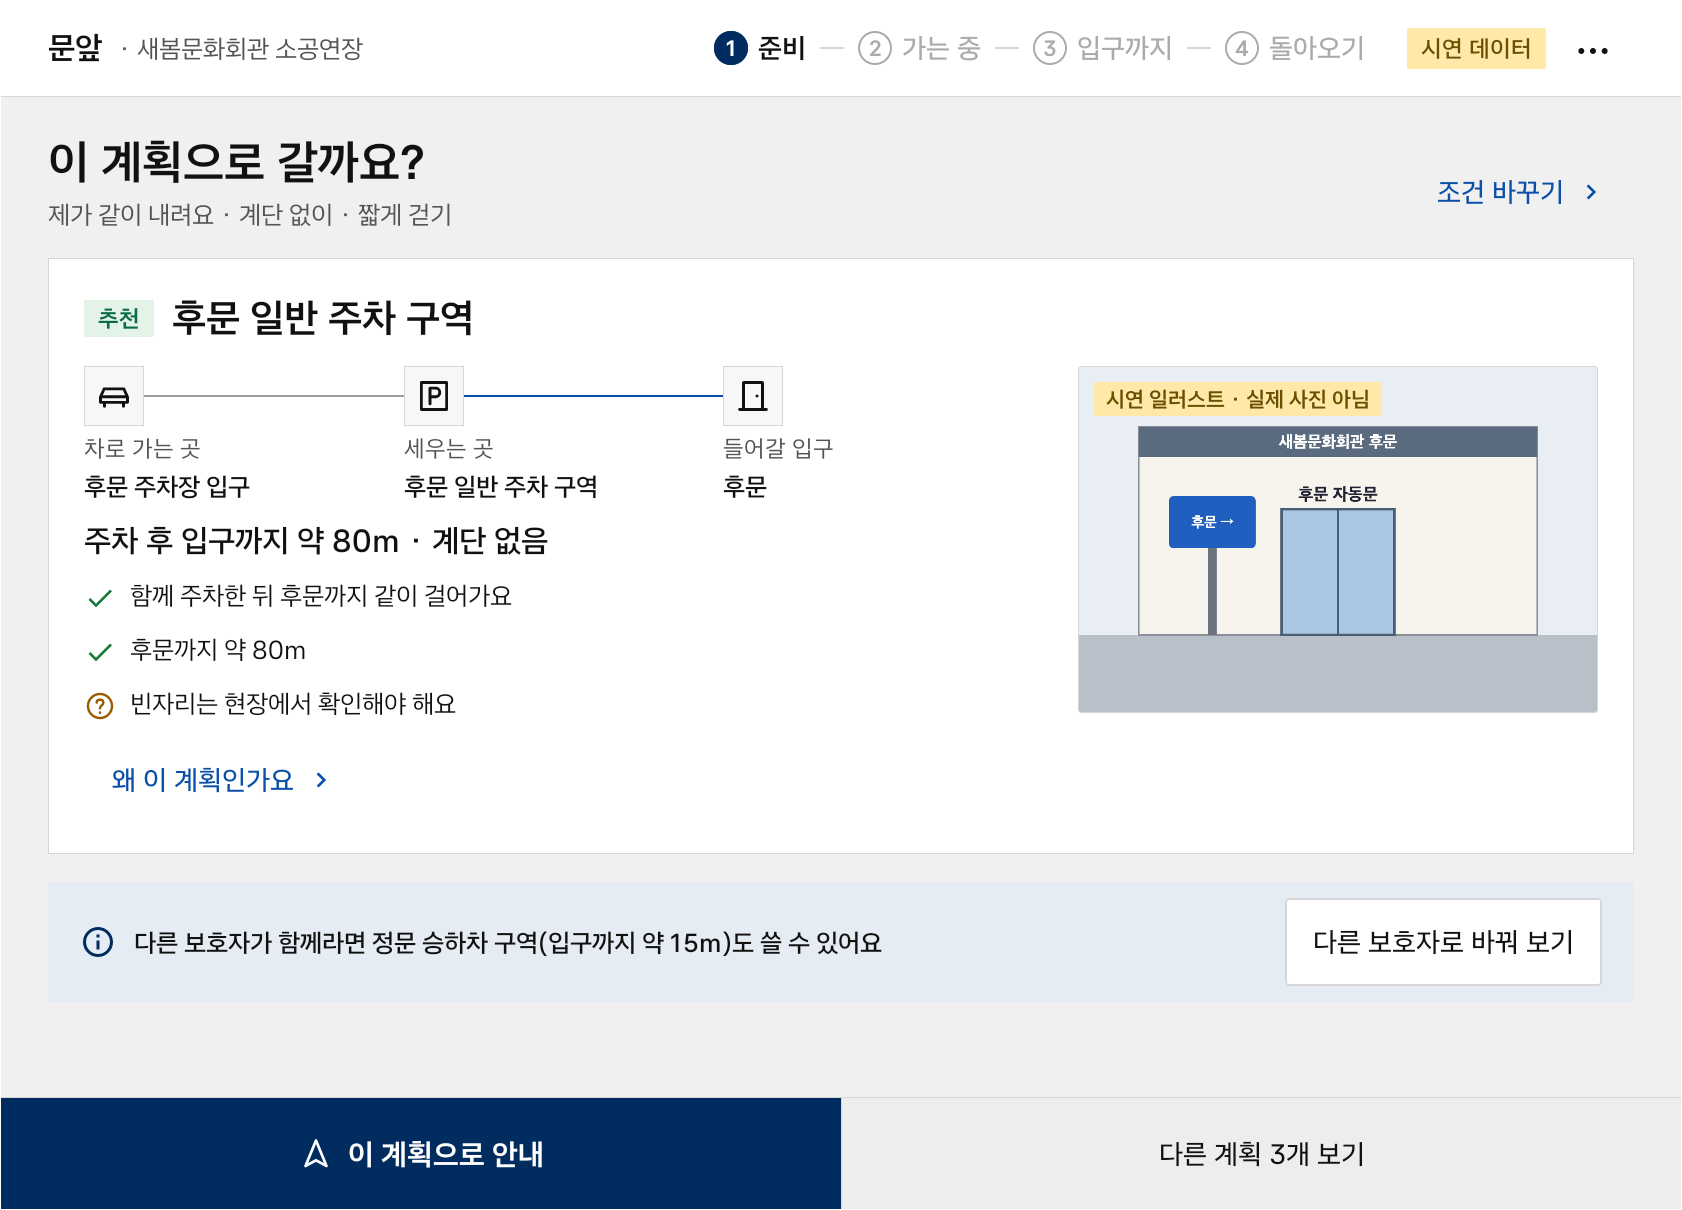 문앞 · 새봄문화회관 소공연장
1 준비 2 가는 중 3 입구까지 4 돌아오기
시연 데이터
이 계획으로 갈까요?
제가 같이 내려요 · 계단 없이 · 짧게 걷기
조건 바꾸기
추천 후문 일반 주차 구역
P
차로 가는 곳
후문 주차장 입구
세우는 곳
후문 일반 주차 구역
들어갈 입구
후문
주차 후 입구까지 약 80m · 계단 없음
함께 주차한 뒤 후문까지 같이 걸어가요
후문까지 약 80m
빈자리는 현장에서 확인해야 해요
왜 이 계획인가요
시연 일러스트 · 실제 사진 아님
새봄문화회관 후문
후문 자동문
후문 →
다른 보호자가 함께라면 정문 승하차 구역(입구까지 약 15m)도 쓸 수 있어요
다른 보호자로 바꿔 보기
이 계획으로 안내
다른 계획 3개 보기